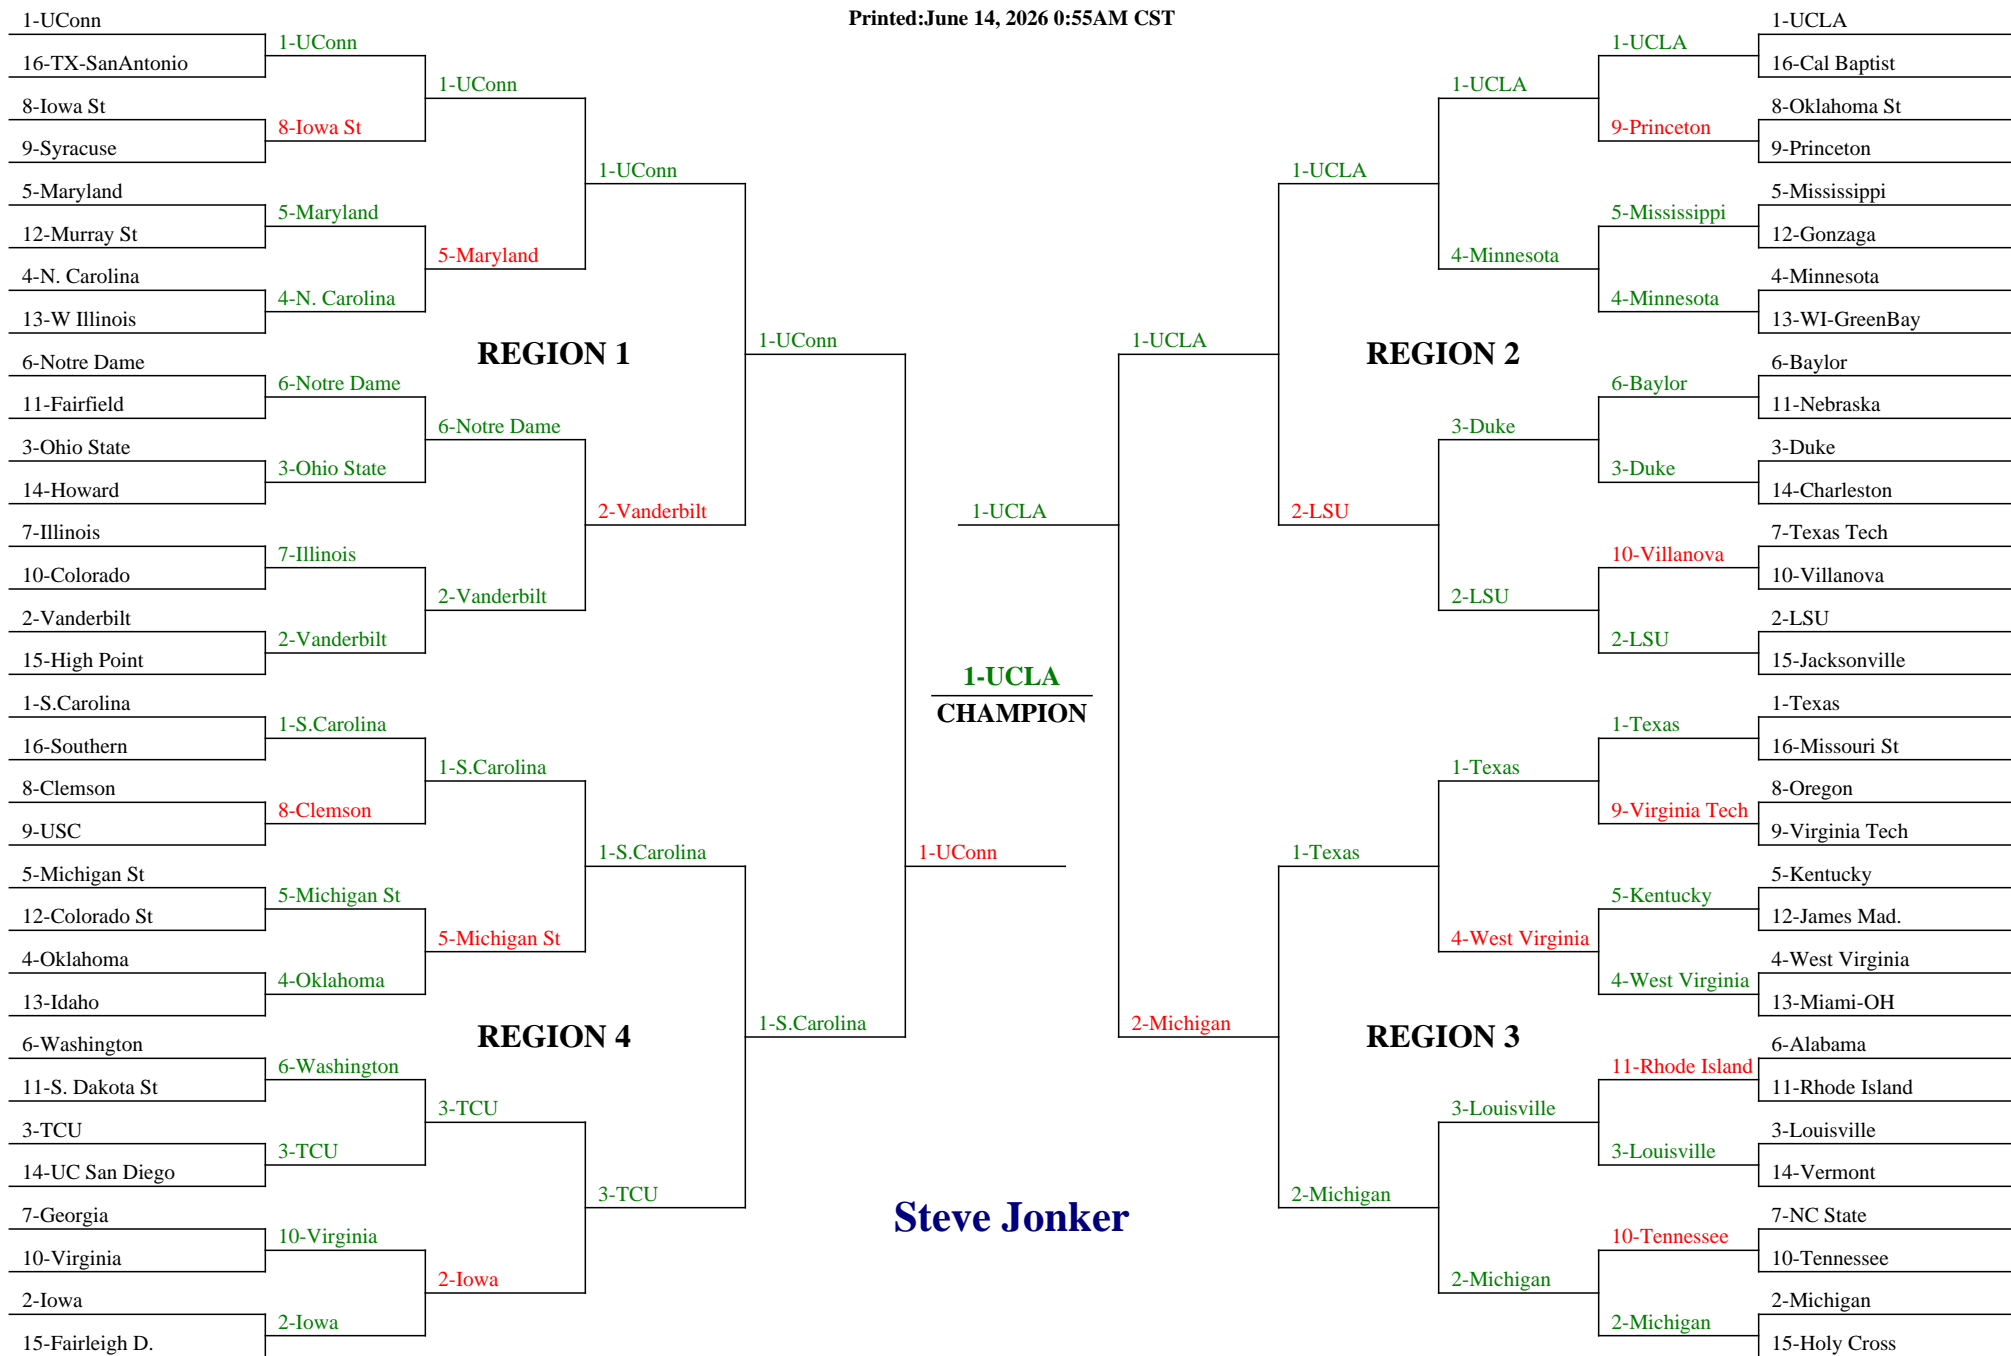 Printed:June 14, 2026 0:55AM CST
1-UConn
16-TX-SanAntonio
8-Iowa St
9-Syracuse
5-Maryland
12-Murray St
4-N. Carolina
13-W Illinois
6-Notre Dame
11-Fairfield
3-Ohio State
14-Howard
7-Illinois
10-Colorado
2-Vanderbilt
15-High Point
1-S.Carolina
16-Southern
8-Clemson
9-USC
5-Michigan St
12-Colorado St
4-Oklahoma
13-Idaho
6-Washington
11-S. Dakota St
3-TCU
14-UC San Diego
7-Georgia
10-Virginia
2-Iowa
15-Fairleigh D.
1-UConn
8-Iowa St
5-Maryland
4-N. Carolina
6-Notre Dame
3-Ohio State
7-Illinois
2-Vanderbilt
1-S.Carolina
8-Clemson
5-Michigan St
4-Oklahoma
6-Washington
3-TCU
10-Virginia
2-Iowa
1-UConn
5-Maryland
6-Notre Dame
2-Vanderbilt
1-S.Carolina
5-Michigan St
3-TCU
2-Iowa
REGION 1
REGION 4
1-UConn
2-Vanderbilt
1-S.Carolina
3-TCU
1-UConn
1-S.Carolina
1-UConn
1-UCLA
1-UCLA
CHAMPION
Steve Jonker
1-UCLA
2-Michigan
1-UCLA
2-LSU
1-Texas
2-Michigan
REGION 2
REGION 3
1-UCLA
4-Minnesota
3-Duke
2-LSU
1-Texas
4-West Virginia
3-Louisville
2-Michigan
1-UCLA
9-Princeton
5-Mississippi
4-Minnesota
6-Baylor
3-Duke
10-Villanova
2-LSU
1-Texas
9-Virginia Tech
5-Kentucky
4-West Virginia
11-Rhode Island
3-Louisville
10-Tennessee
2-Michigan
1-UCLA
16-Cal Baptist
8-Oklahoma St
9-Princeton
5-Mississippi
12-Gonzaga
4-Minnesota
13-WI-GreenBay
6-Baylor
11-Nebraska
3-Duke
14-Charleston
7-Texas Tech
10-Villanova
2-LSU
15-Jacksonville
1-Texas
16-Missouri St
8-Oregon
9-Virginia Tech
5-Kentucky
12-James Mad.
4-West Virginia
13-Miami-OH
6-Alabama
11-Rhode Island
3-Louisville
14-Vermont
7-NC State
10-Tennessee
2-Michigan
15-Holy Cross